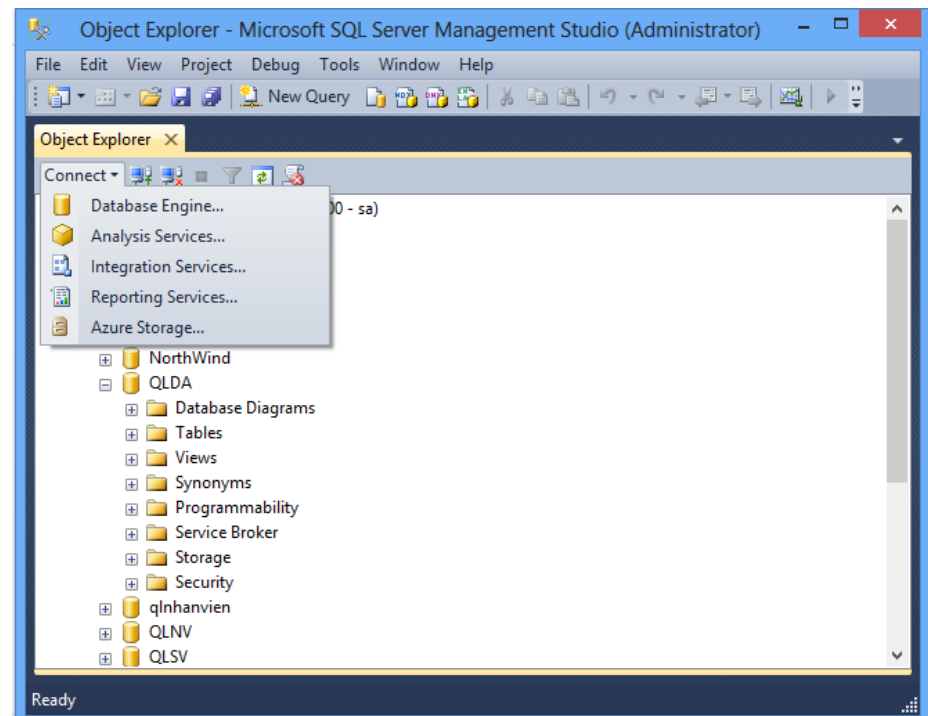 Object Explorer - Microsoft SQL Server Management Studio (Administrator)
File Edit View Project Debug Tools Window Help
New Query
Object Explorer
Connect
Database Engine...
00 - sa)
Analysis Services...
Integration Services...
Reporting Services...
Azure Storage...
NorthWind
QLDA
Database Diagrams
Tables
Views
Synonyms
Programmability
Service Broker
Storage
Security
qlnhanvien
QLNV
QLSV
Ready